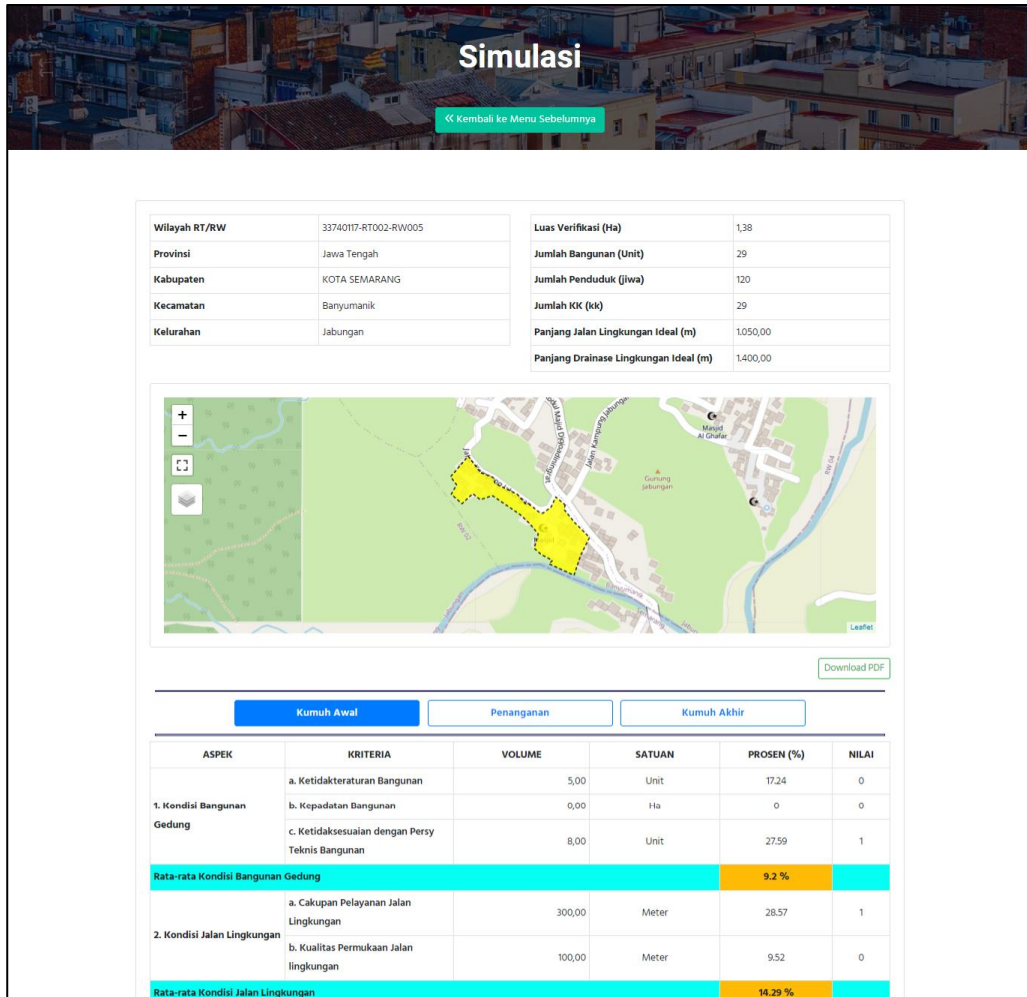 Simulasi
Kembali ke Menu Sebelumnya
Wilayah RT/RW 33740117-RT002-RW005
Provinsi Jawa Tengah
Kabupaten KOTA SEMARANG
Kecamatan Banyumanik
Kelurahan Jabungan
Luas Verifikasi (Ha) 1,38
Jumlah Bangunan (Unit) 29
Jumlah Penduduk (jiwa) 120
Jumlah KK (kk) 29
Panjang Jalan Lingkungan Ideal (m) 1.050,00
Panjang Drainase Lingkungan Ideal (m) 1.400,00
+
−
Jalan Kampung Jabungan
Masjid
Al Ghafar
Gunung
Jabungan
RW 04
RW 02
Leaflet
Download PDF
Kumuh Awal Penanganan Kumuh Akhir
ASPEK KRITERIA VOLUME SATUAN PROSEN (%) NILAI
1. Kondisi Bangunan
Gedung
a. Ketidakteraturan Bangunan 5,00 Unit 17.24 0
b. Kepadatan Bangunan 0,00 Ha 0 0
c. Ketidaksesuaian dengan Persy
Teknis Bangunan 8,00 Unit 27.59 1
Rata-rata Kondisi Bangunan Gedung 9.2 %
2. Kondisi Jalan Lingkungan
a. Cakupan Pelayanan Jalan
Lingkungan 300,00 Meter 28.57 1
b. Kualitas Permukaan Jalan
lingkungan 100,00 Meter 9.52 0
Rata-rata Kondisi Jalan Lingkungan 14.29 %